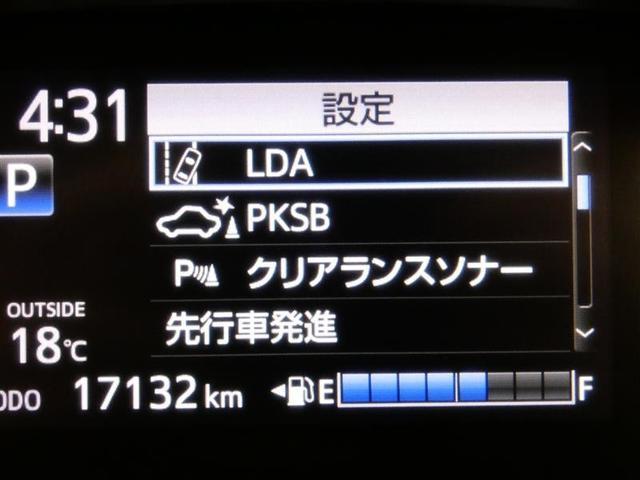 4:31
設定
LDA
P
PKSB
P クリアランスソナー
OUTSIDE
先行車発進
18℃
ODO 17132 km
E F